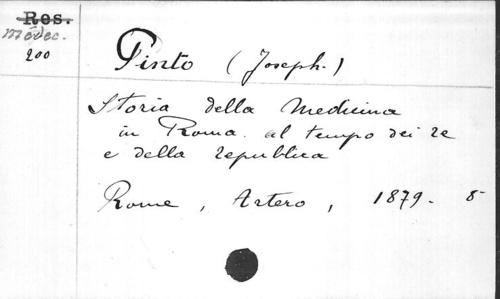 Res.
Médec.
200
Pinto (Joseph.)
Storia della Medicina
in Roma al tempo dei re
e della republica
Rome, Artero, 1879. 8